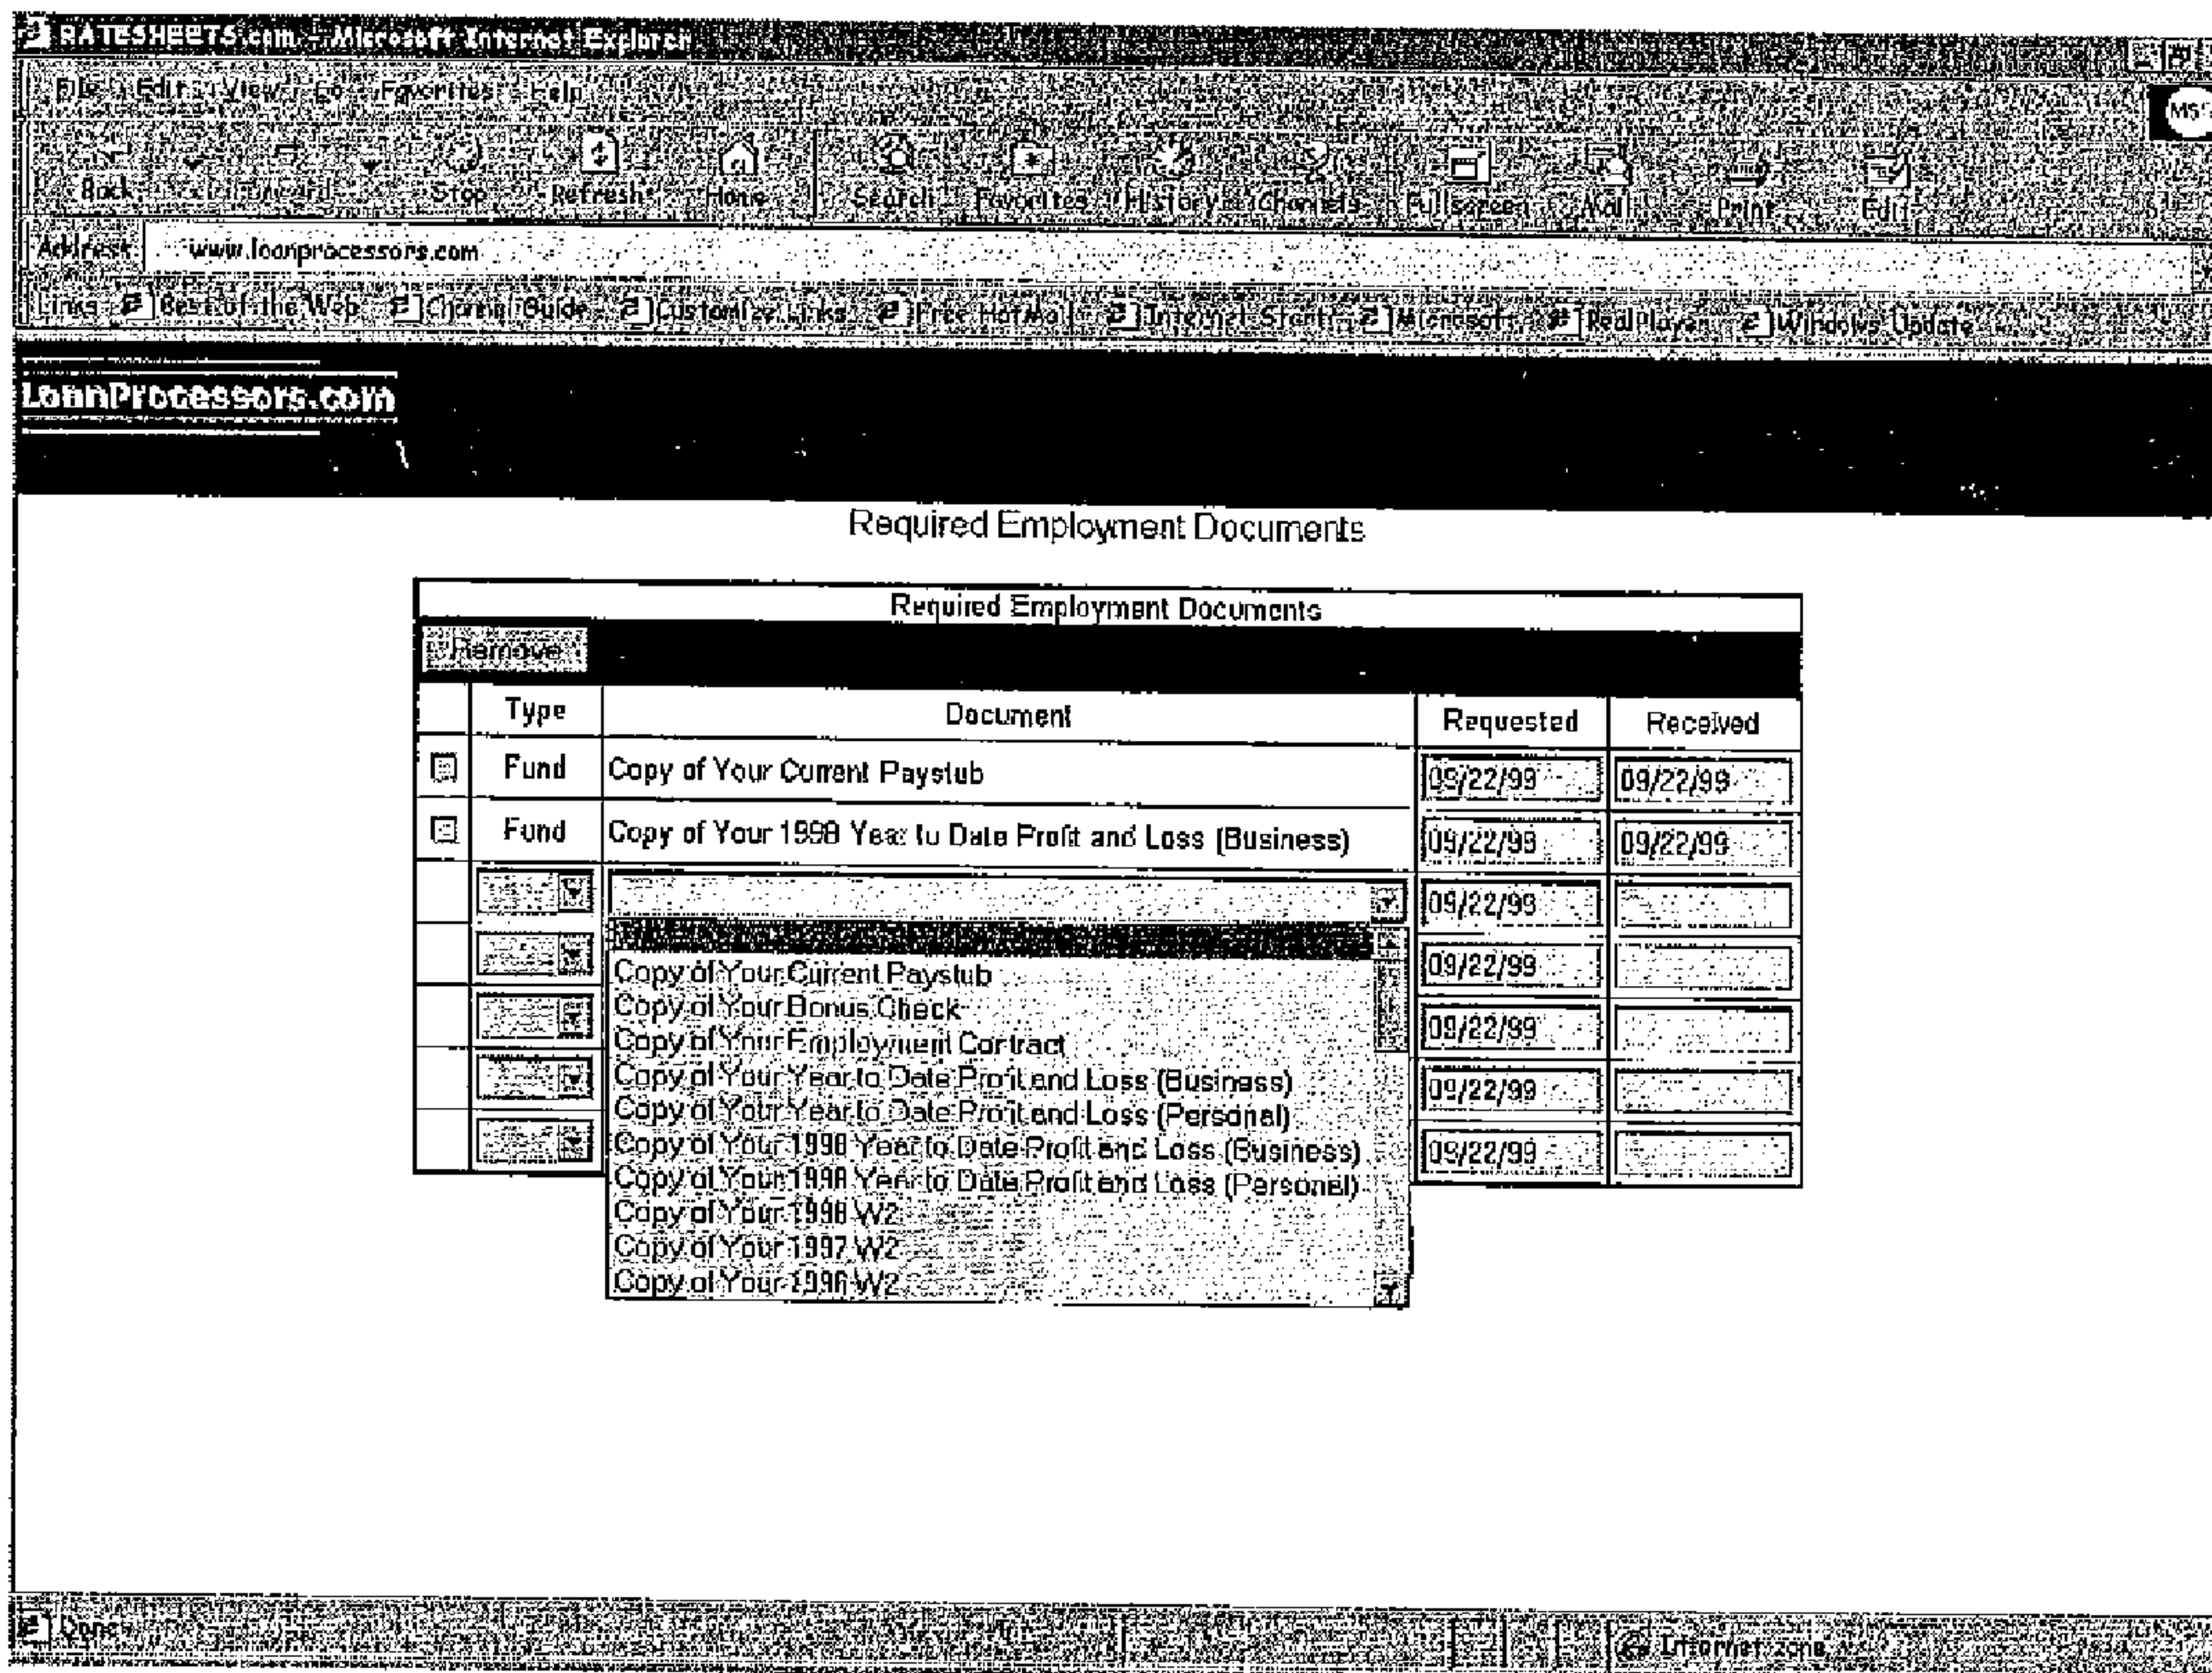 RATESHEETS.com - Microsoft Internet Explorer
File Edit View Go Favorites Help
MSN
Back Forward Stop Refresh Home Search Favorites History Channels Fullscreen Mail Print Edit
Address www.loanprocessors.com
Links Best of the Web Channel Guide Customize Links Free HotMail Internet Start Microsoft RealPlayer Windows Update
LoanProcessors.com
Required Employment Documents
Required Employment Documents
Remove
Type Document Requested Received
Fund Copy of Your Current Paystub 09/22/99 09/22/99
Fund Copy of Your 1998 Year to Date Profit and Loss (Business) 09/22/99 09/22/99
09/22/99
09/22/99
Copy of Your Current Paystub
Copy of Your Bonus Check
09/22/99
Copy of Your Employment Contract
Copy of Your Year to Date Profit and Loss (Business)
09/22/99
Copy of Your Year to Date Profit and Loss (Personal)
Copy of Your 1998 Year to Date Profit and Loss (Business)
09/22/99
Copy of Your 1998 Year to Date Profit and Loss (Personal)
Copy of Your 1998 W2
Copy of Your 1997 W2
Copy of Your 1996 W2
Done Internet zone